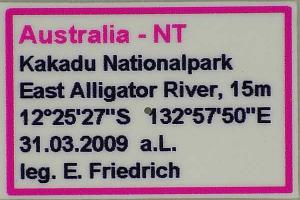 Australia - NT
Kakadu Nationalpark
East Alligator River, 15m
12°25'27"S 132°57'50"E
31.03.2009 a.L.
leg. E. Friedrich